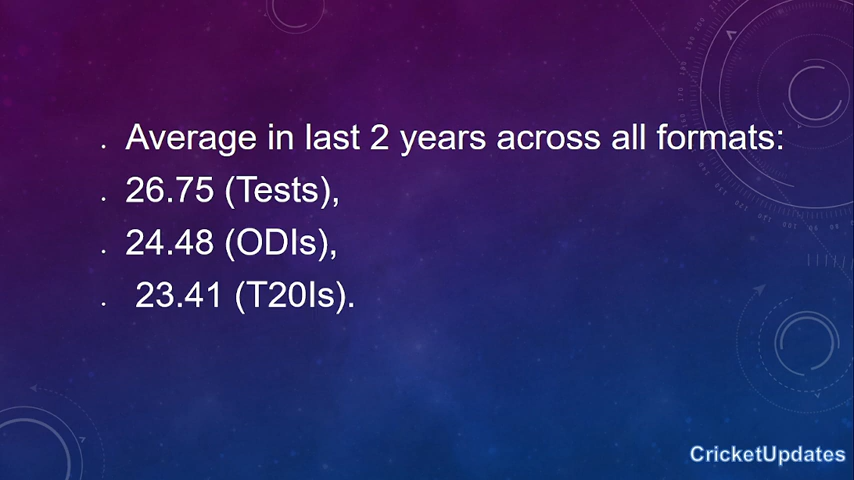 . Average in last 2 years across all formats:
. 26.75 (Tests),
. 24.48 (ODIs),
. 23.41 (T20Is).
CricketUpdates